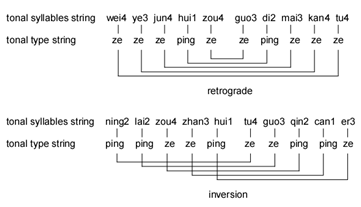 tonal syllables string wei4 ye3 jun4 hui1 zou4 guo3 di2 mai3 kan4 tu4
tonal type string ze ze ze ping ze ze ping ze ze ze
retrograde
tonal syllables string ning2 lai2 zou4 zhan3 hui1 tu4 guo3 qin2 can1 er3
tonal type string ping ping ze ze ping ze ze ping ping ze
inversion